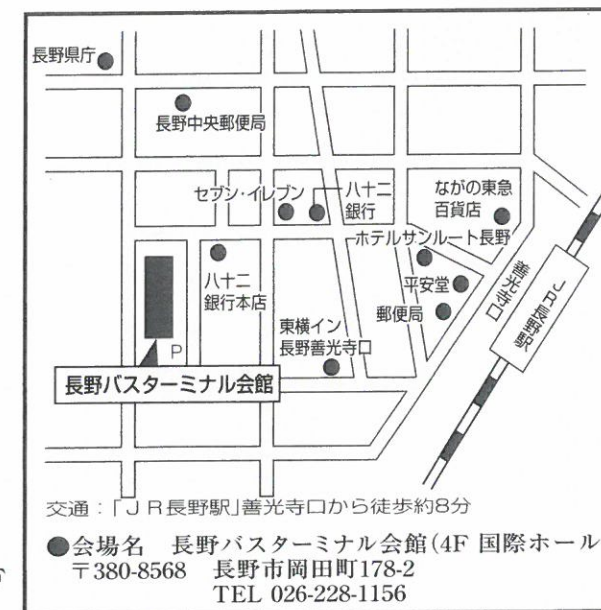 長野県庁
長野中央郵便局
セブン・イレブン
八十二
銀行
ながの東急
百貨店
ホテルサンルート長野
八十二
銀行本店
平安堂
郵便局
善光寺口
JR長野駅
東横イン
長野善光寺口
P
長野バスターミナル会館
交通：「JR長野駅」善光寺口から徒歩約8分
●会場名 長野バスターミナル会館(4F 国際ホール
〒380-8568 長野市岡田町178-2
TEL 026-228-1156